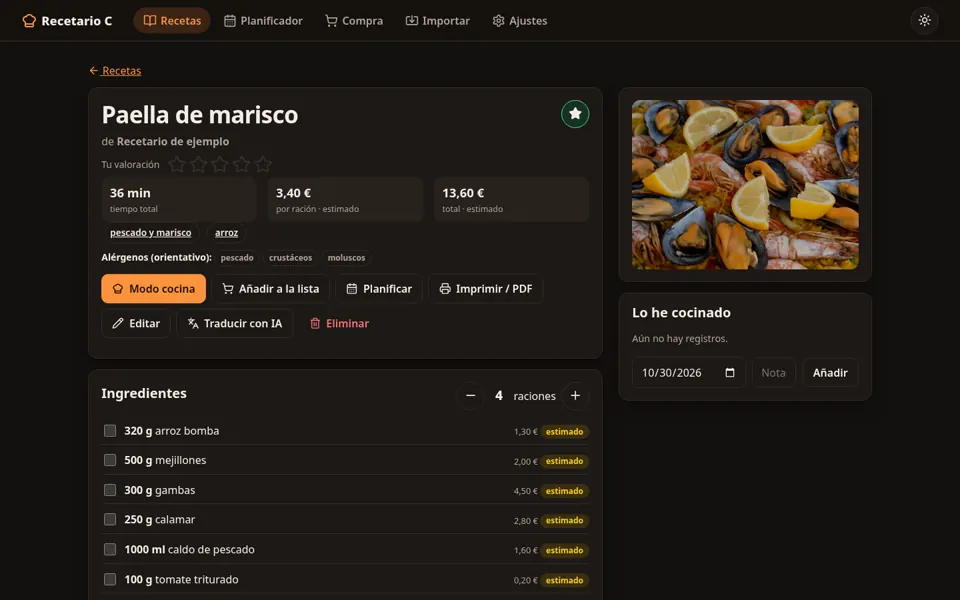 Recetario C
Recetas
Planificador
Compra
Importar
Ajustes
← Recetas
Paella de marisco
de Recetario de ejemplo
Tu valoración
36 min
tiempo total
3,40 €
por ración · estimado
13,60 €
total · estimado
pescado y marisco
arroz
Alérgenos (orientativo): pescado crustáceos moluscos
Modo cocina
Añadir a la lista
Planificar
Imprimir / PDF
Editar
Traducir con IA
Eliminar
Lo he cocinado
Aún no hay registros.
10/30/2026
Nota
Añadir
Ingredientes
− 4 raciones +
320 g arroz bomba 1,30 € estimado
500 g mejillones 2,00 € estimado
300 g gambas 4,50 € estimado
250 g calamar 2,80 € estimado
1000 ml caldo de pescado 1,60 € estimado
100 g tomate triturado 0,20 € estimado